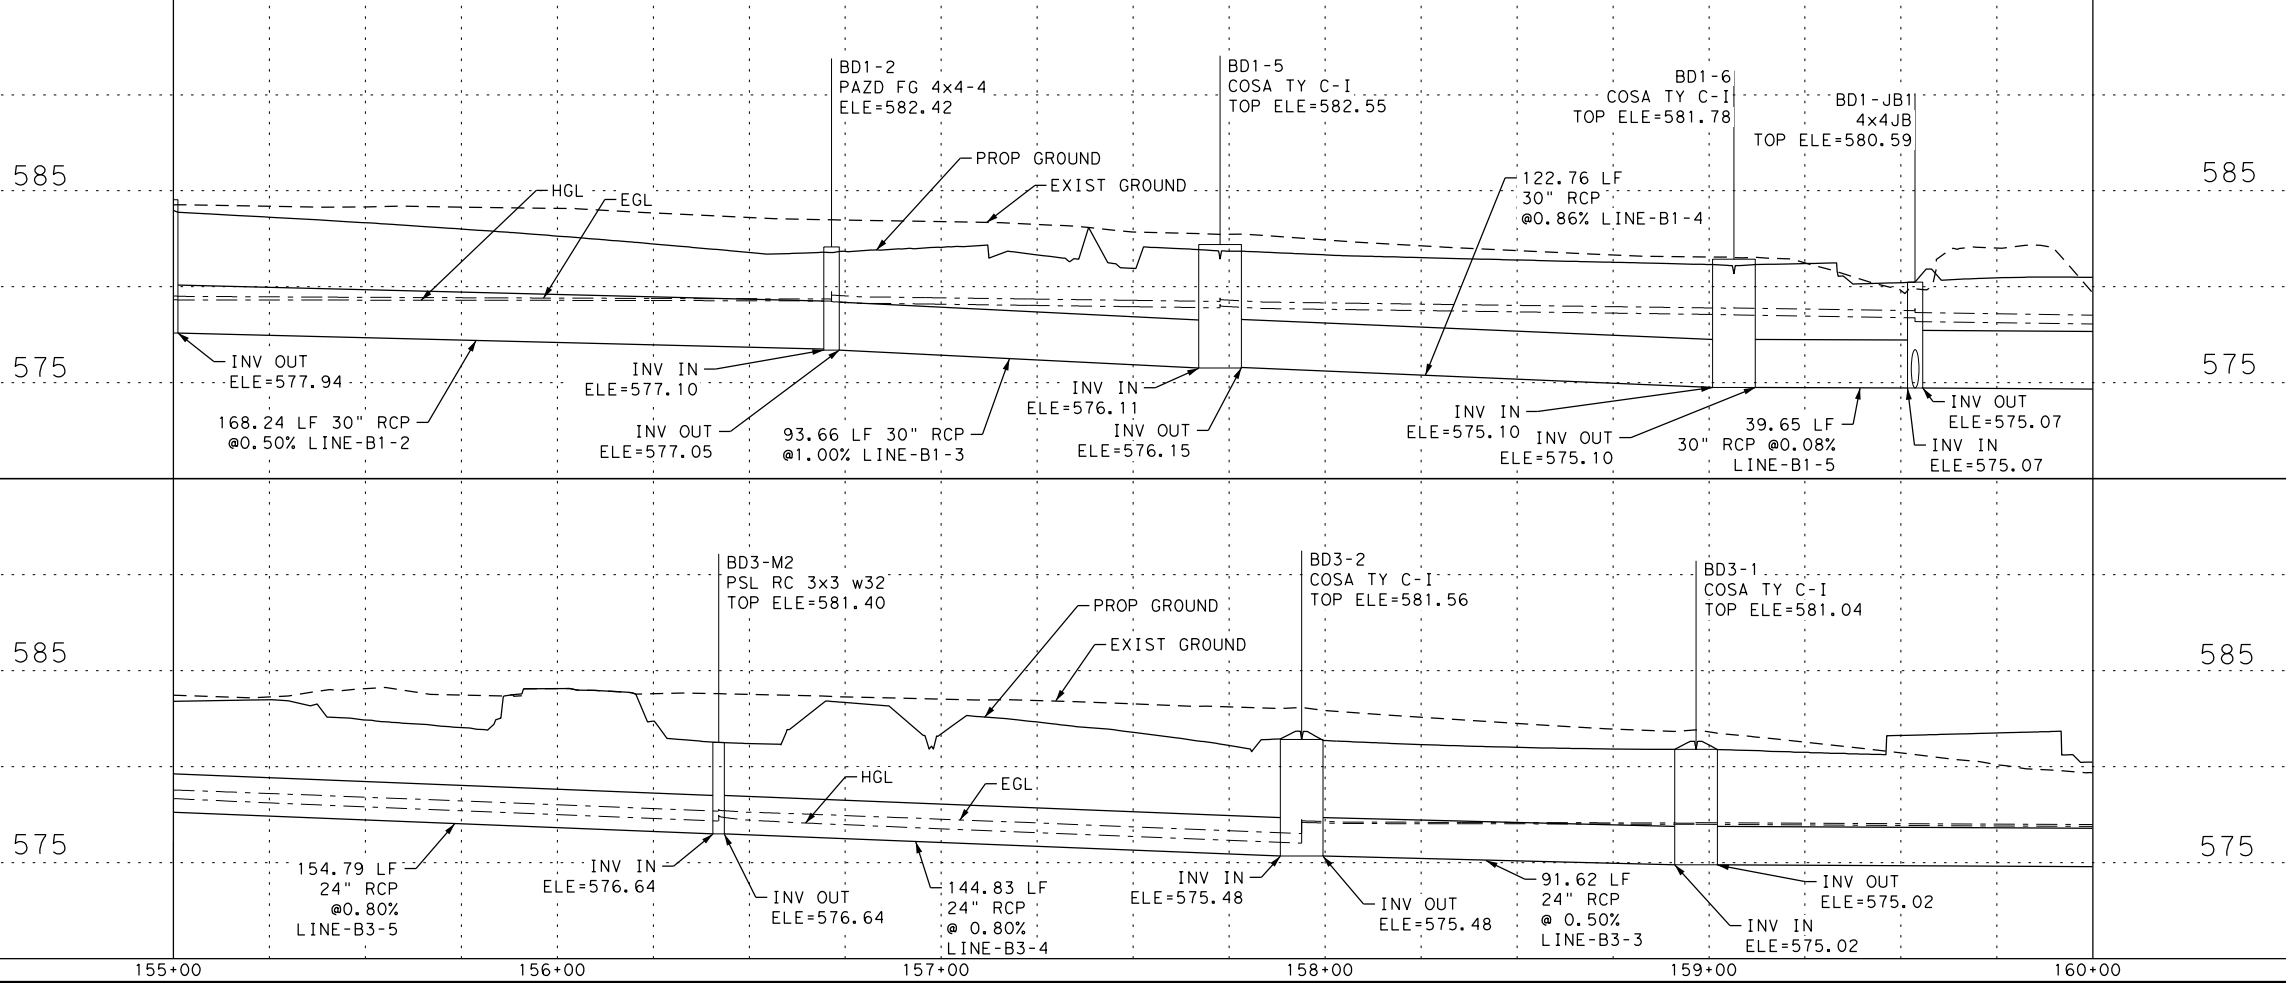 BD1-2
PAZD FG 4x4-4
ELE=582.42
BD1-5
COSA TY C-I
TOP ELE=582.55
BD1-6
COSA TY C-I
TOP ELE=581.78
BD1-JB1
4x4JB
TOP ELE=580.59
585
585
PROP GROUND
EXIST GROUND
HGL
EGL
122.76 LF
30" RCP
@0.86% LINE-B1-4
575
575
INV OUT
ELE=577.94
168.24 LF 30" RCP
@0.50% LINE-B1-2
INV IN
ELE=577.10
INV OUT
ELE=577.05
93.66 LF 30" RCP
@1.00% LINE-B1-3
INV IN
ELE=576.11
INV OUT
ELE=576.15
INV IN
ELE=575.10
INV OUT
ELE=575.10
39.65 LF
30" RCP @0.08%
LINE-B1-5
INV OUT
ELE=575.07
INV IN
ELE=575.07
BD3-M2
PSL RC 3x3 w32
TOP ELE=581.40
BD3-2
COSA TY C-I
TOP ELE=581.56
BD3-1
COSA TY C-I
TOP ELE=581.04
PROP GROUND
EXIST GROUND
585
585
HGL
EGL
575
575
154.79 LF
24" RCP
@0.80%
LINE-B3-5
INV IN
ELE=576.64
INV OUT
ELE=576.64
144.83 LF
24" RCP
@ 0.80%
LINE-B3-4
INV IN
ELE=575.48
INV OUT
ELE=575.48
91.62 LF
24" RCP
@ 0.50%
LINE-B3-3
INV OUT
ELE=575.02
INV IN
ELE=575.02
155+00
156+00
157+00
158+00
159+00
160+00